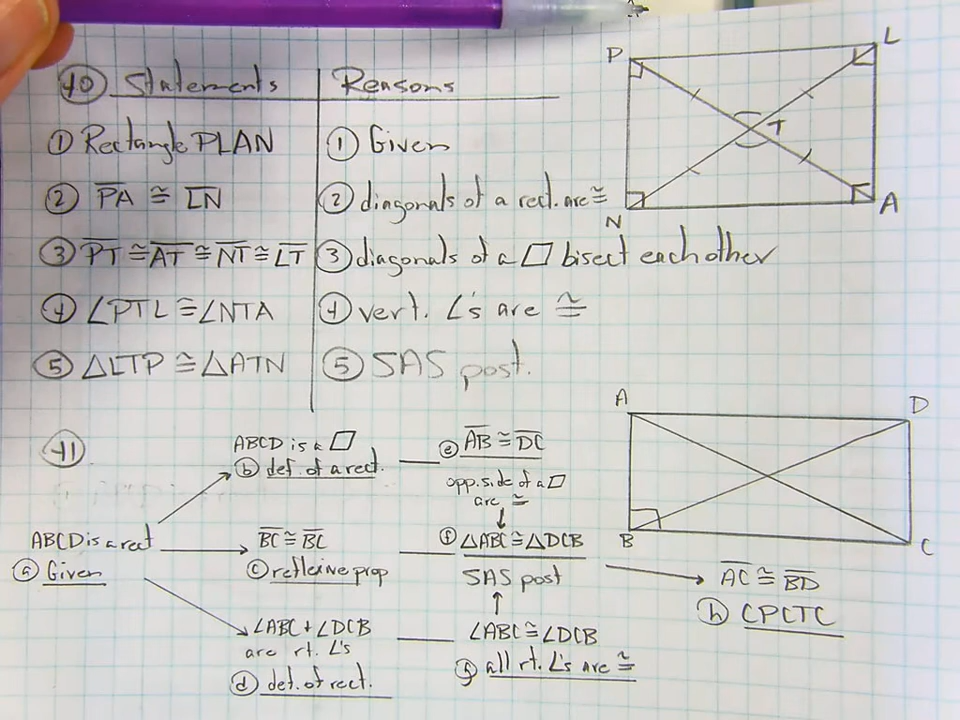 40 Statements Reasons
① Rectangle PLAN ① Given
② PA ≅ LN ② diagonals of a rect. are ≅
③ PT ≅ AT ≅ NT ≅ LT ③ diagonals of a ▱ bisect each other
④ ∠PTL ≅ ∠NTA ④ vert. ∠'s are ≅
⑤ △LTP ≅ △ATN ⑤ SAS post.
P L
T
N A
41
ABCD is a ▱
ⓑ def. of a rect.
ⓔ AB ≅ DC
opp. side of a ▱
are ≅
ABCD is a rect
ⓐ Given
BC ≅ BC
ⓒ reflexive prop
ⓕ △ABC ≅ △DCB
SAS post
∠ABC + ∠DCB
are rt. ∠'s
ⓓ def. of rect.
∠ABC ≅ ∠DCB
ⓖ all rt. ∠'s are ≅
AC ≅ BD
ⓗ CPCTC
A D
B C